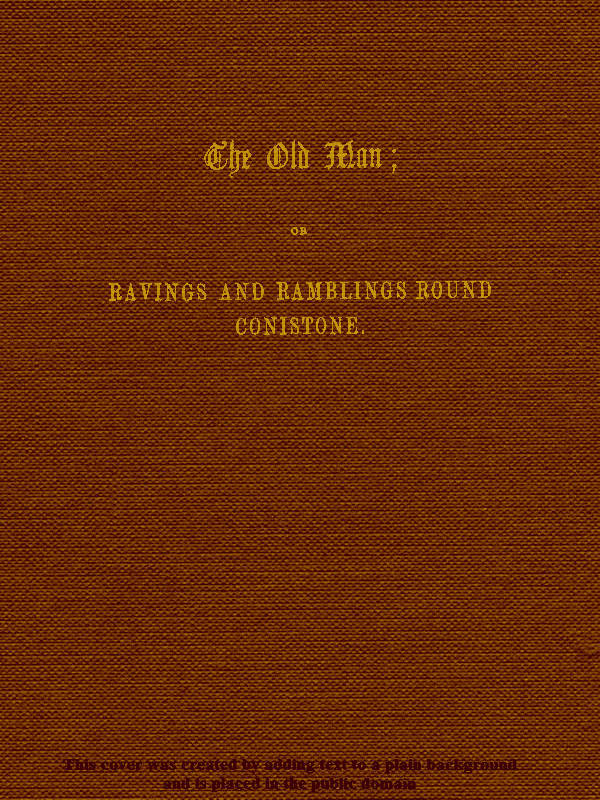 The Old Man;
OR
RAVINGS AND RAMBLINGS ROUND
CONISTONE.
This cover was created by adding text to a plain background
and is placed in the public domain